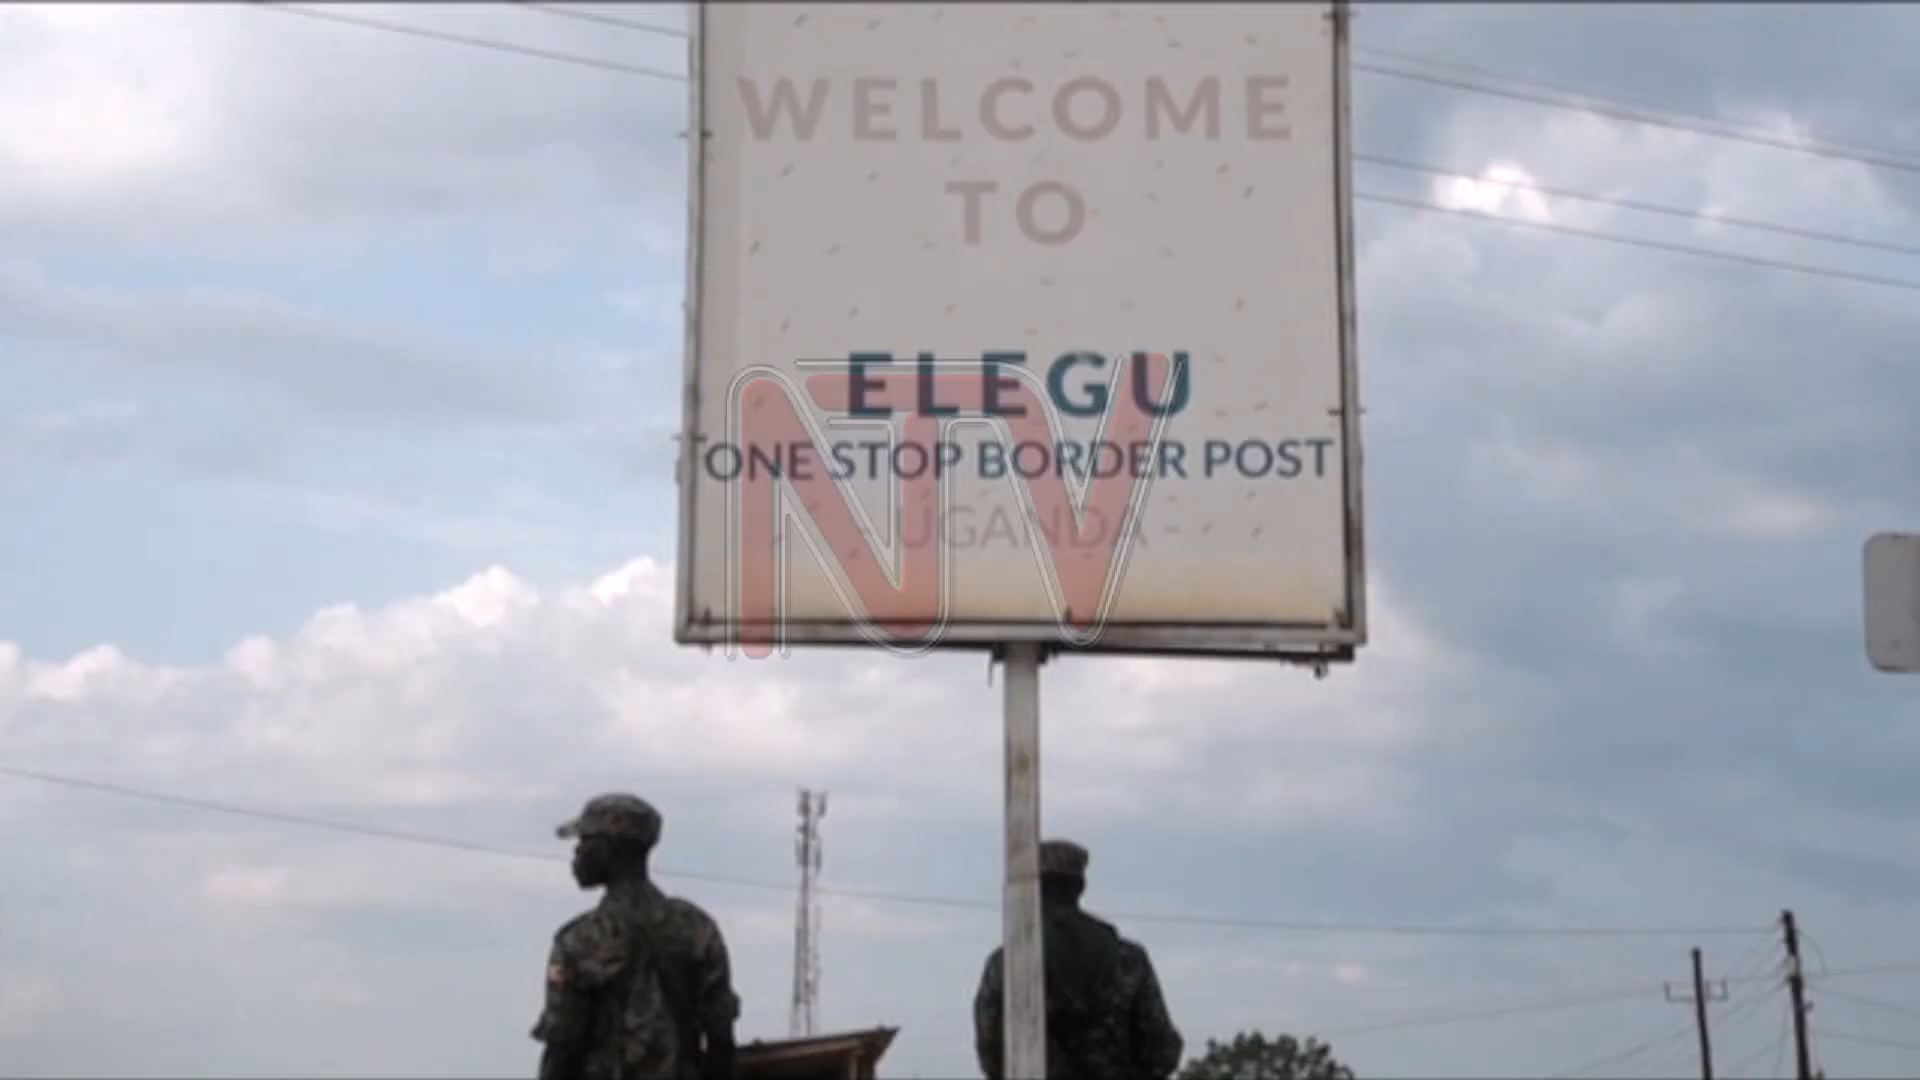 WELCOME
TO
ELEGU
ONE STOP BORDER POST
- UGANDA -
NTV